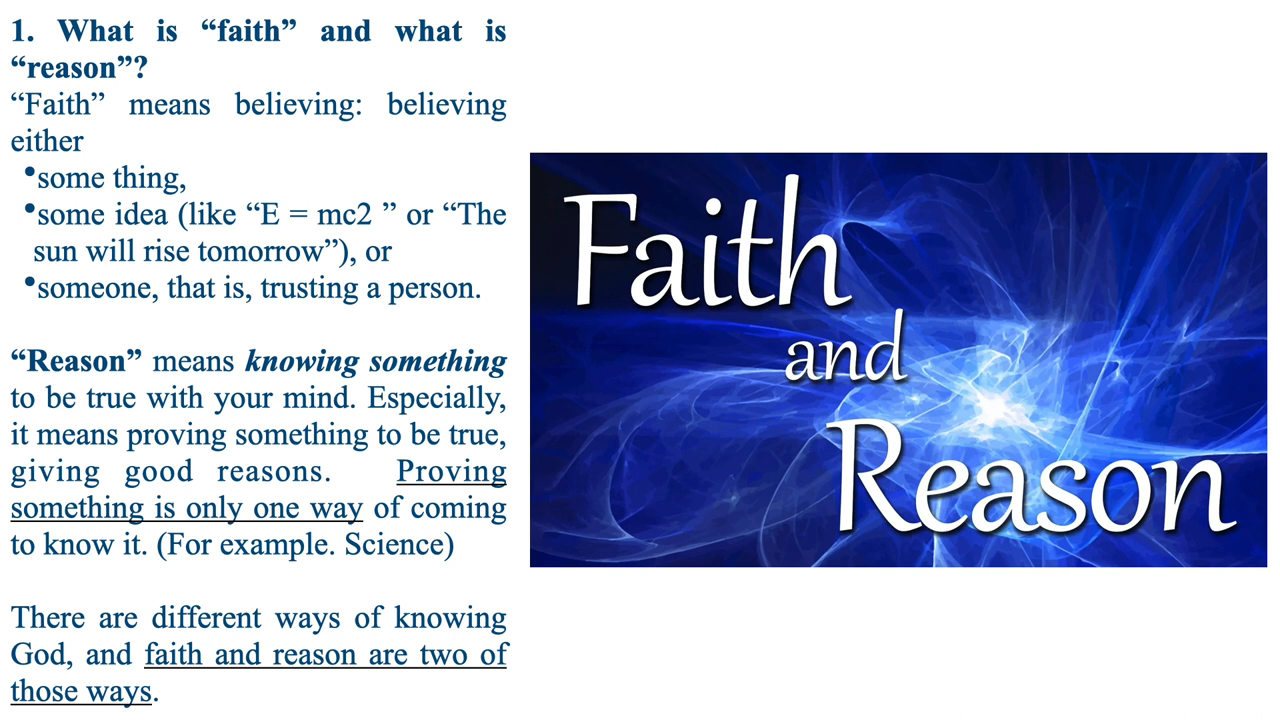 1. What is “faith” and what is
“reason”?
“Faith” means believing: believing
either
•some thing,
•some idea (like “E = mc2 ” or “The
sun will rise tomorrow”), or
•someone, that is, trusting a person.
“Reason” means knowing something
to be true with your mind. Especially,
it means proving something to be true,
giving good reasons. Proving
something is only one way of coming
to know it. (For example. Science)
There are different ways of knowing
God, and faith and reason are two of
those ways.
Faith
and
Reason